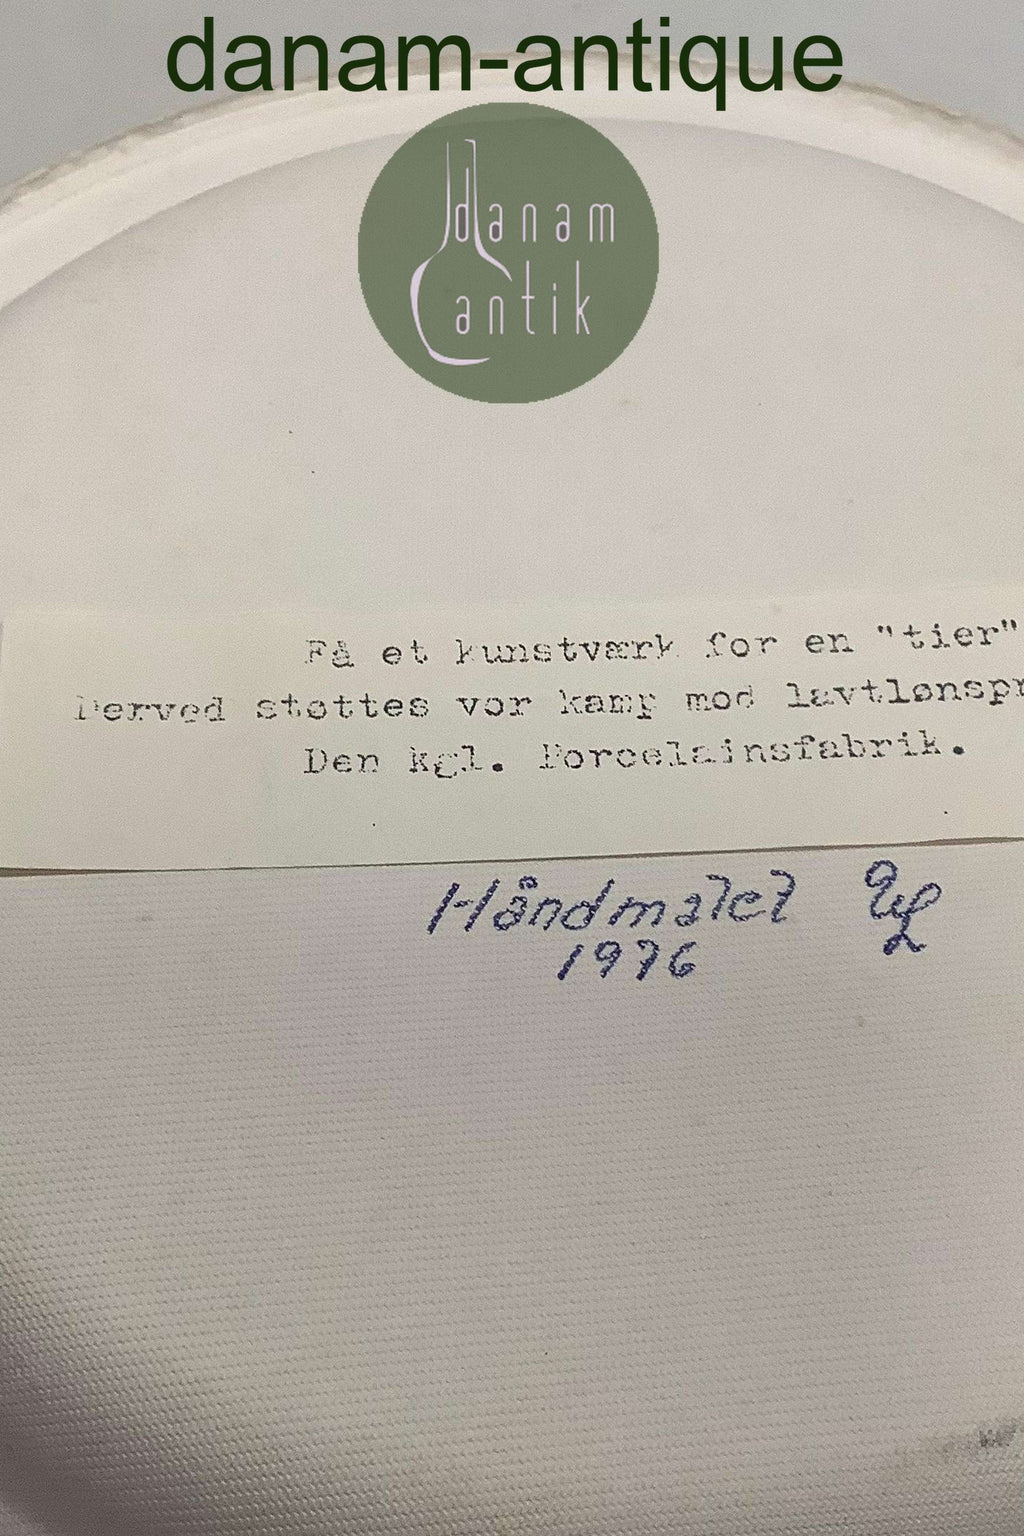 danam-antique
danam
antik
Få et kunstværk for en "tier"
Derved støttes vor kamp mod lavtlønspr
Den kgl. Porcelainsfabrik.
Håndmalet
1976